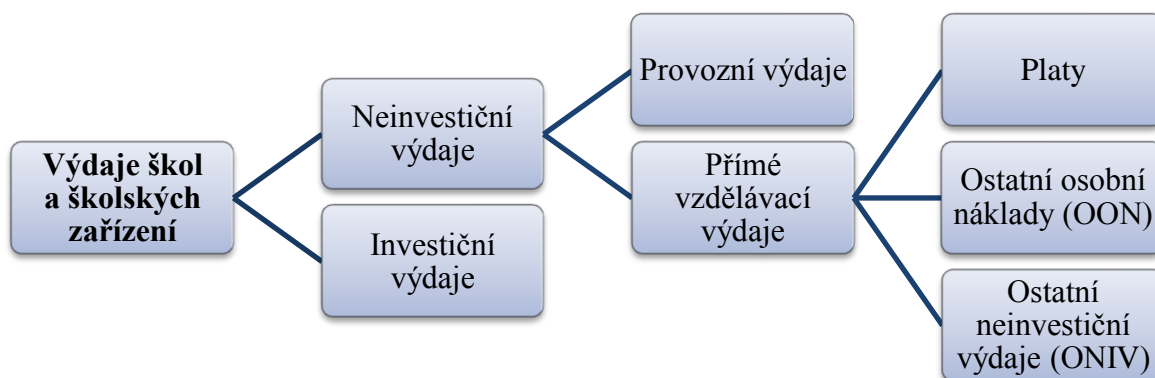 Výdaje škol
a školských
zařízení
Neinvestiční
výdaje
Investiční
výdaje
Provozní výdaje
Přímé
vzdělávací
výdaje
Platy
Ostatní osobní
náklady (OON)
Ostatní
neinvestiční
výdaje (ONIV)